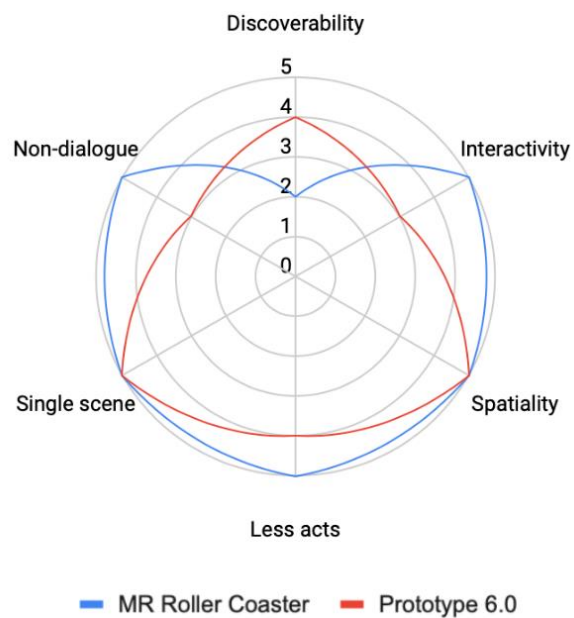 Discoverability
5
4
Non-dialogue
Interactivity
3
2
1
0
Single scene
Spatiality
Less acts
MR Roller Coaster
Prototype 6.0